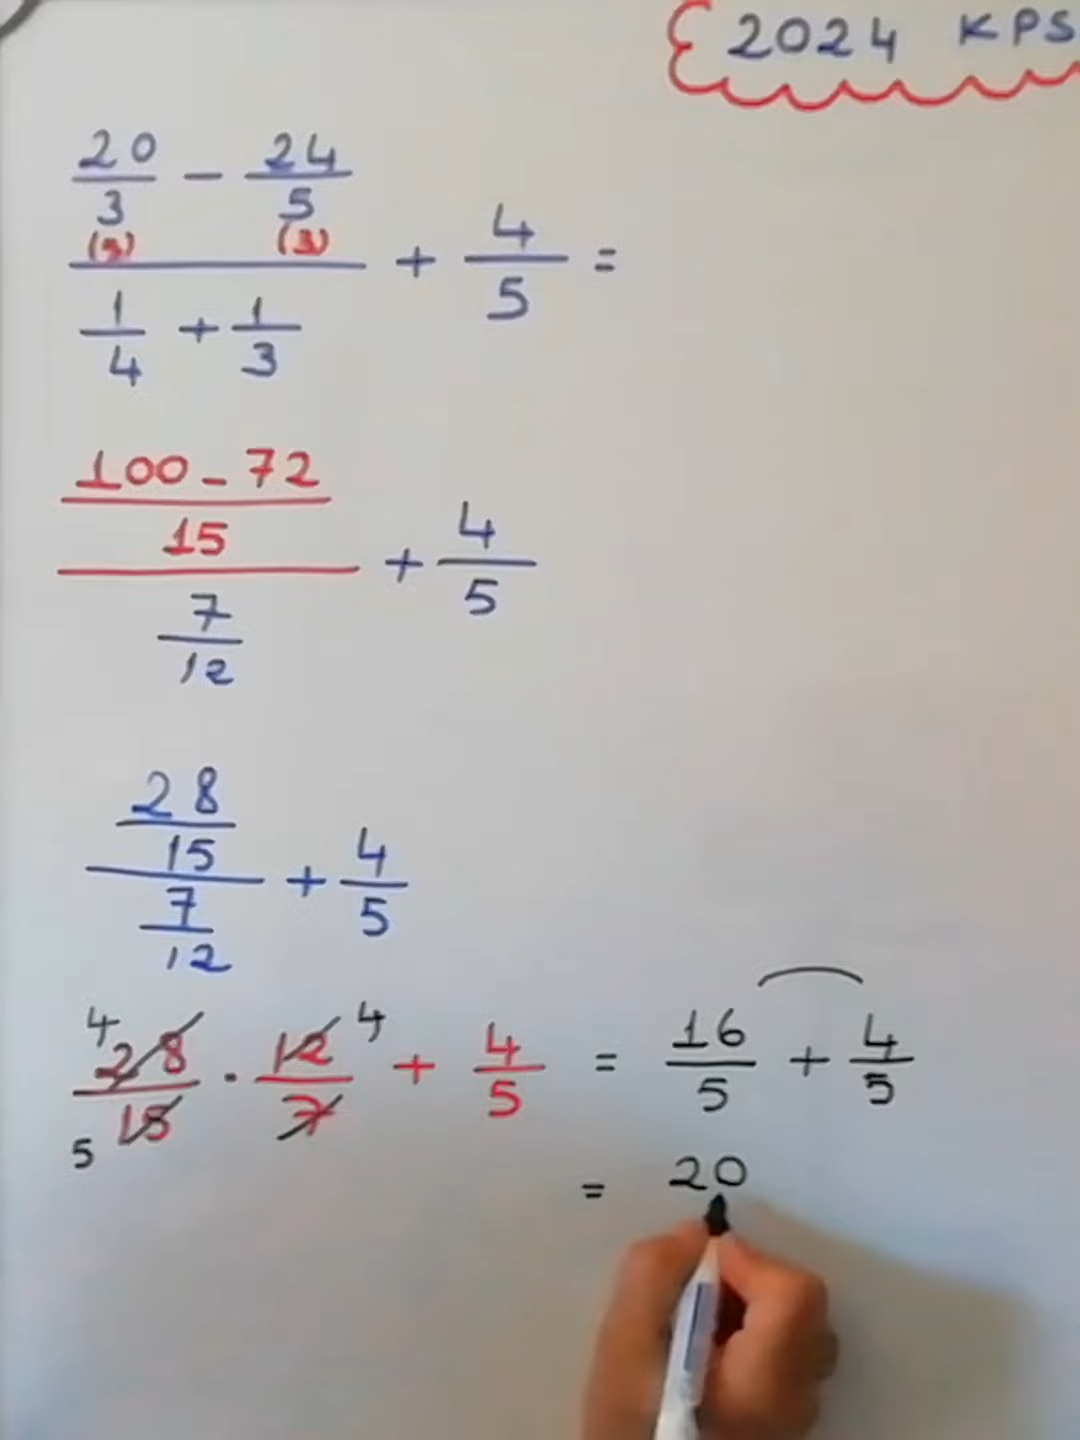 2024 KPS
20/3 - 24/5
(5) (3) + 4/5 =
1/4 + 1/3
100-72
15 + 4/5
7/12
28
15 + 4/5
7
12
4 28/15 . 12/7 4 + 4/5 = 16/5 + 4/5
5
= 20